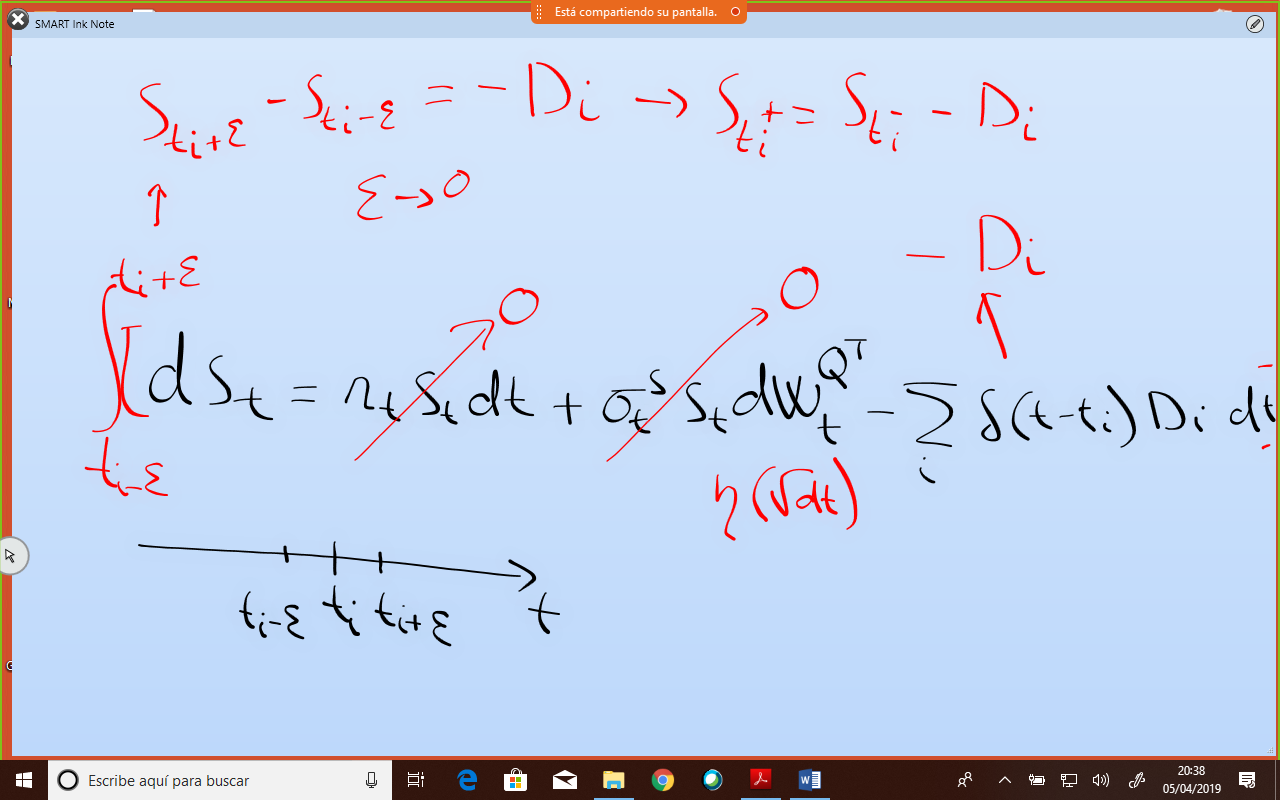 Está compartiendo su pantalla.
SMART Ink Note
S_{t_i+ε} - S_{t_i-ε} = - D_i → S_{t_i^+} = S_{t_i^-} - D_i
↑ ε → 0
- D_i
t_i+ε 0 0
∫ dS_t = r_t S_t dt + σ_t^S S_t dW_t^{Q^T} - Σ_i δ(t-t_i) D_i dt
t_i-ε η(√dt)
t_i-ε t_i t_i+ε t
Escribe aquí para buscar
20:38
05/04/2019